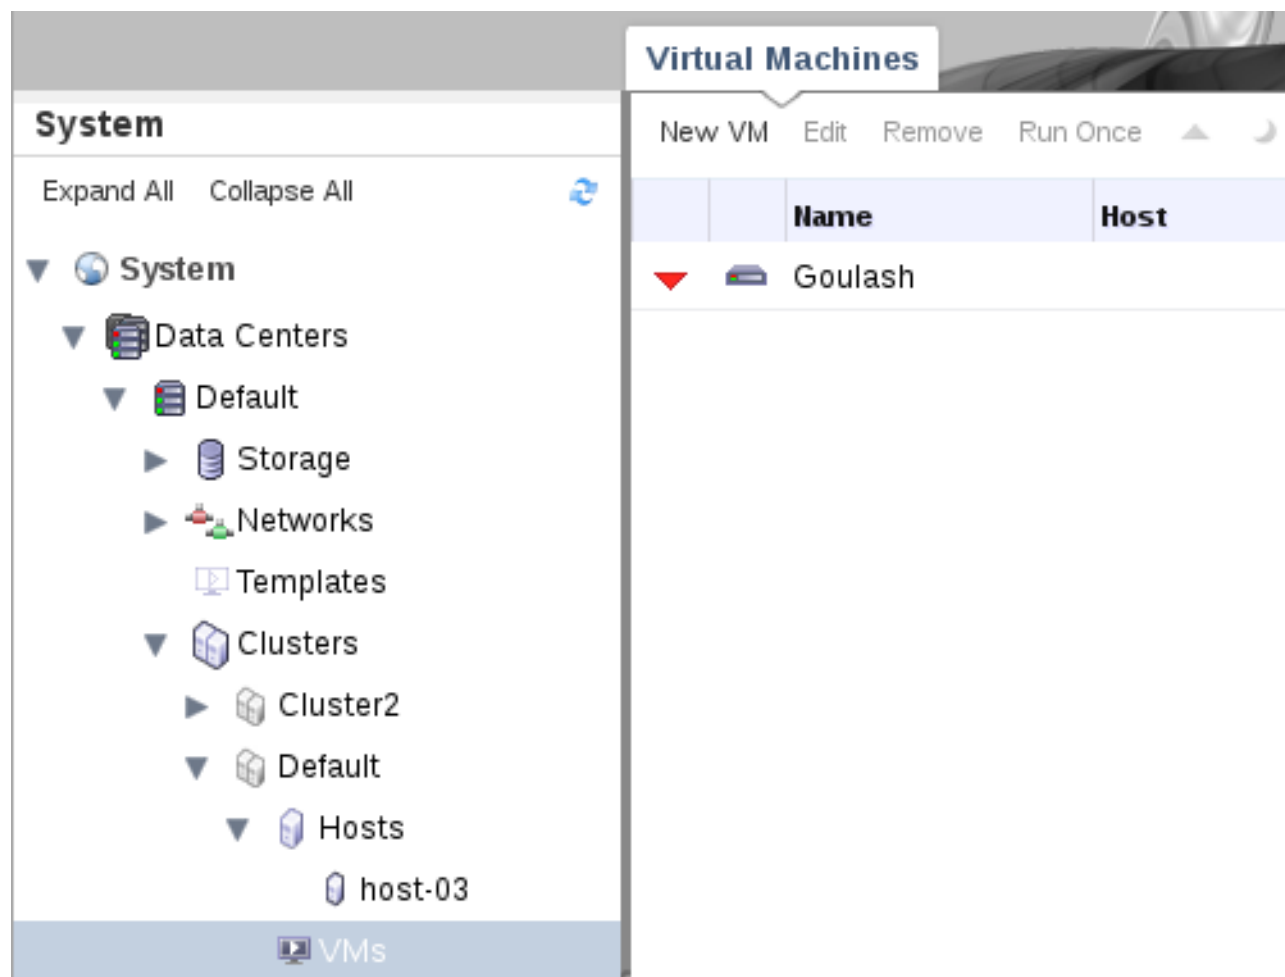 Virtual Machines
System
New VM Edit Remove Run Once
Expand All Collapse All
Name Host
System
Goulash
Data Centers
Default
Storage
Networks
Templates
Clusters
Cluster2
Default
Hosts
host-03
VMs